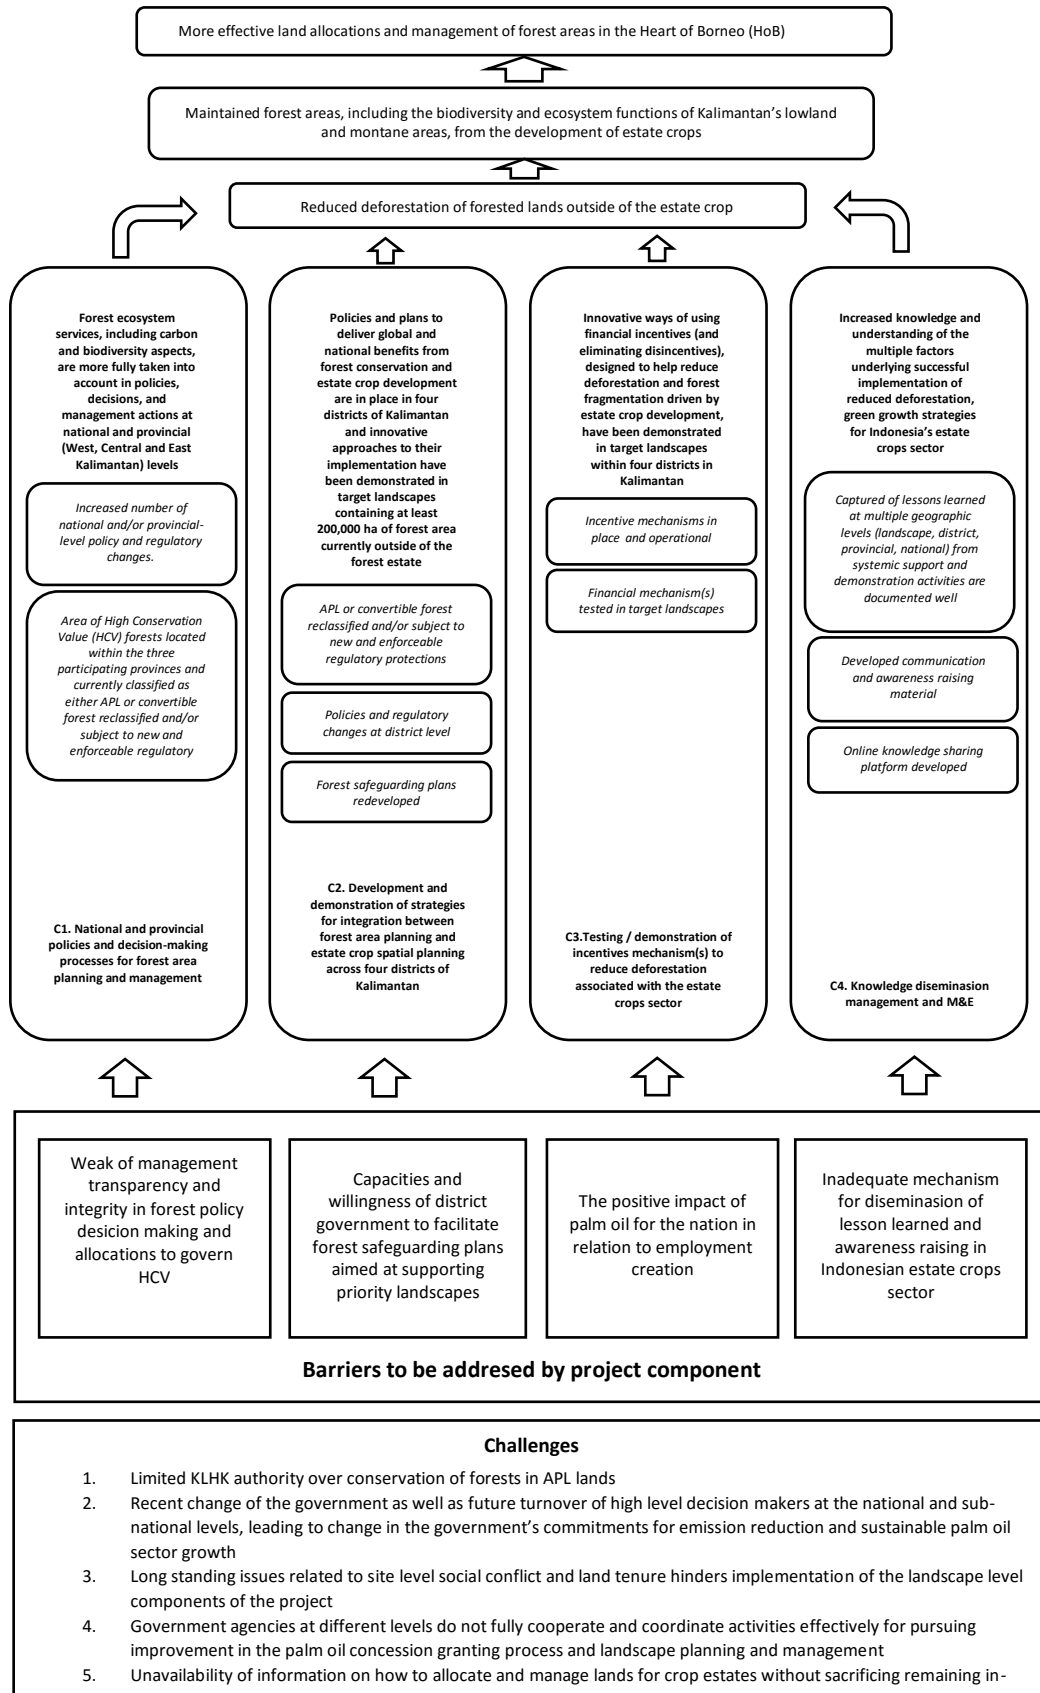 More effective land allocations and management of forest areas in the Heart of Borneo (HoB)
Maintained forest areas, including the biodiversity and ecosystem functions of Kalimantan's lowland
and montane areas, from the development of estate crops
Reduced deforestation of forested lands outside of the estate crop
Forest ecosystem
services, including carbon
and biodiversity aspects,
are more fully taken into
account in policies,
decisions, and
management actions at
national and provincial
(West, Central and East
Kalimantan) levels
Increased number of
national and/or provincial-
level policy and regulatory
changes.
Area of High Conservation
Value (HCV) forests located
within the three
participating provinces and
currently classified as
either APL or convertible
forest reclassified and/or
subject to new and
enforceable regulatory
C1. National and provincial
policies and decision-making
processes for forest area
planning and management
Policies and plans to
deliver global and
national benefits from
forest conservation and
estate crop development
are in place in four
districts of Kalimantan
and innovative
approaches to their
implementation have
been demonstrated in
target landscapes
containing at least
200,000 ha of forest area
currently outside of the
forest estate
APL or convertible forest
reclassified and/or subject to
new and enforceable
regulatory protections
Policies and regulatory
changes at district level
Forest safeguarding plans
redeveloped
C2. Development and
demonstration of strategies
for integration between
forest area planning and
estate crop spatial planning
across four districts of
Kalimantan
Innovative ways of using
financial incentives (and
eliminating disincentives),
designed to help reduce
deforestation and forest
fragmentation driven by
estate crop development,
have been demonstrated
in target landscapes
within four districts in
Kalimantan
Incentive mechanisms in
place and operational
Financial mechanism(s)
tested in target landscapes
C3.Testing / demonstration of
incentives mechanism(s) to
reduce deforestation
associated with the estate
crops sector
Increased knowledge and
understanding of the
multiple factors
underlying successful
implementation of
reduced deforestation,
green growth strategies
for Indonesia's estate
crops sector
Captured of lessons learned
at multiple geographic
levels (landscape, district,
provincial, national) from
systemic support and
demonstration activities are
documented well
Developed communication
and awareness raising
material
Online knowledge sharing
platform developed
C4. Knowledge diseminasion
management and M&E
Weak of management
transparency and
integrity in forest policy
desicion making and
allocations to govern
HCV
Capacities and
willingness of district
government to facilitate
forest safeguarding plans
aimed at supporting
priority landscapes
The positive impact of
palm oil for the nation in
relation to employment
creation
Inadequate mechanism
for diseminasion of
lesson learned and
awareness raising in
Indonesian estate crops
sector
Barriers to be addresed by project component
Challenges
1. Limited KLHK authority over conservation of forests in APL lands
2. Recent change of the government as well as future turnover of high level decision makers at the national and sub-
national levels, leading to change in the government's commitments for emission reduction and sustainable palm oil
sector growth
3. Long standing issues related to site level social conflict and land tenure hinders implementation of the landscape level
components of the project
4. Government agencies at different levels do not fully cooperate and coordinate activities effectively for pursuing
improvement in the palm oil concession granting process and landscape planning and management
5. Unavailability of information on how to allocate and manage lands for crop estates without sacrificing remaining in-